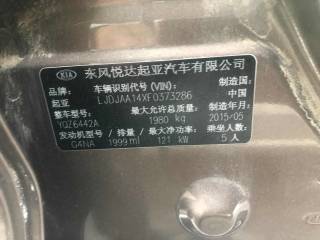 KIA 东风悦达起亚汽车有限公司
品牌: 车辆识别代号(VIN): 制造国:
起亚 LJDJAA14XF0373286 中国
整车型号: 最大允许总质量: 制造年月:
YQZ6442A 1980 kg 2015/05
发动机型号/排量/最大净功率: 乘坐人数:
G4NA 1999ml 121 kW 5人